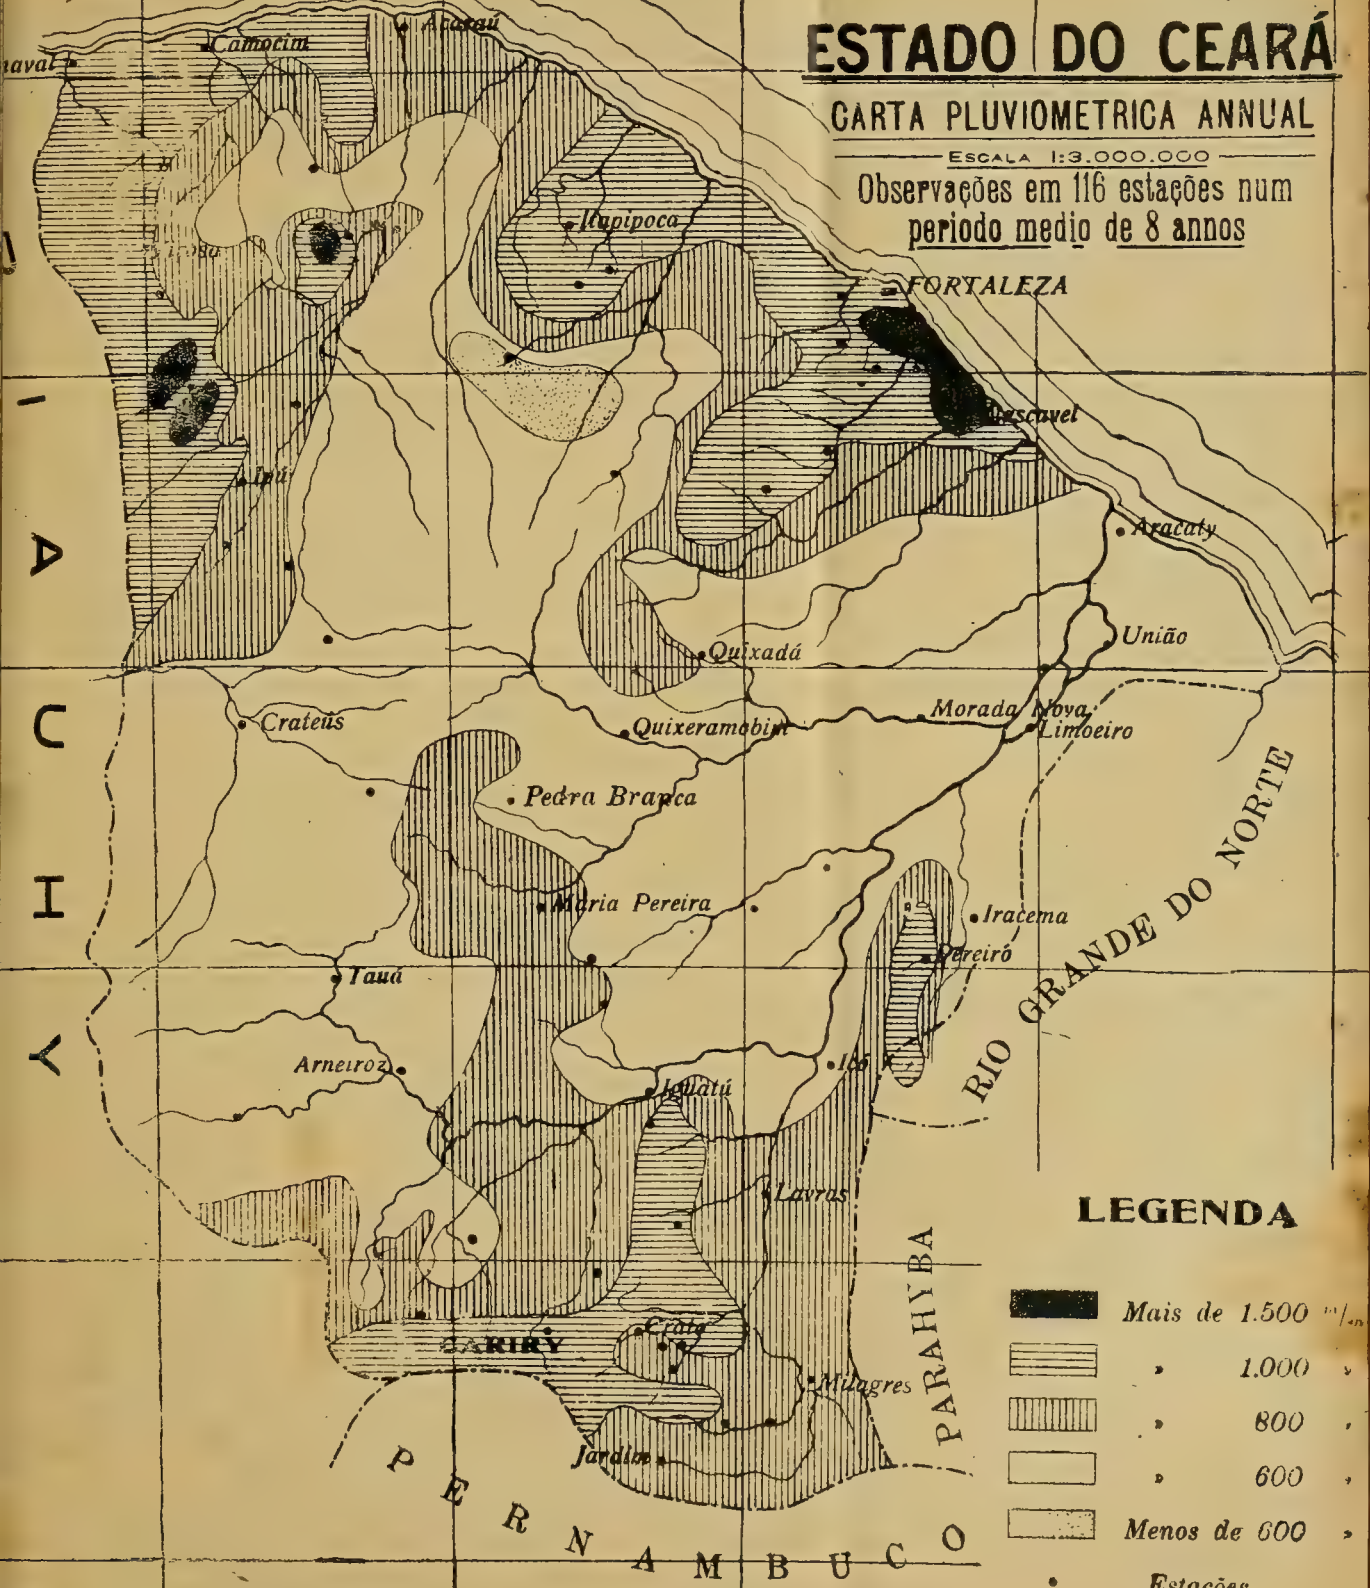 ESTADO DO CEARÁ
CARTA PLUVIOMETRICA ANNUAL
ESCALA 1:3.000.000
Observações em 116 estações num
periodo medio de 8 annos
Acaraú
Camocim
Itapipoca
FORTALEZA
Cascavel
Ipú
Aracaty
União
Quixadá
Morada Nova
Limoeiro
Crateús
Quixeramobim
Pedra Branca
Maria Pereira
Iracema
Pereiro
Tauá
Arneiroz
Icó
Iguatú
Lavras
Crato
CARIRY
Milagres
Jardim
PIAUHY
RIO GRANDE DO NORTE
PARAHYBA
PERNAMBUCO
LEGENDA
Mais de 1.500 m/m
» 1.000 »
» 800 »
» 600 »
Menos de 600 »
Estações